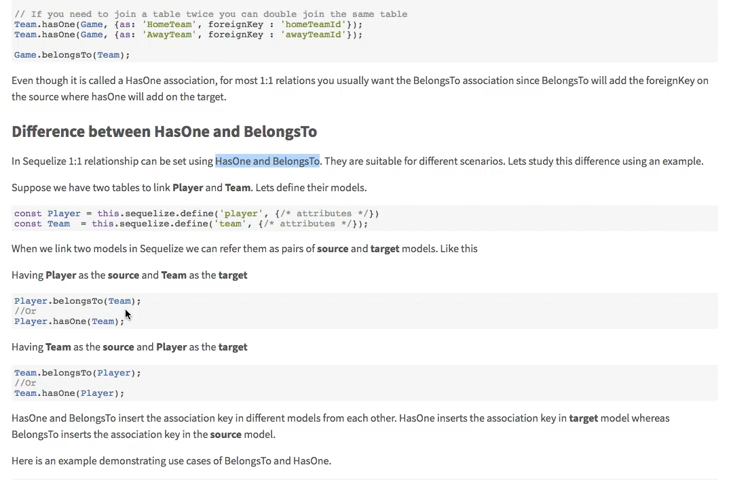 // If you need to join a table twice you can double join the same table
Team.hasOne(Game, {as: 'HomeTeam', foreignKey : 'homeTeamId'});
Team.hasOne(Game, {as: 'AwayTeam', foreignKey : 'awayTeamId'});
Game.belongsTo(Team);
Even though it is called a HasOne association, for most 1:1 relations you usually want the BelongsTo association since BelongsTo will add the foreignKey on
the source where hasOne will add on the target.
Difference between HasOne and BelongsTo
In Sequelize 1:1 relationship can be set using HasOne and BelongsTo. They are suitable for different scenarios. Lets study this difference using an example.
Suppose we have two tables to link Player and Team. Lets define their models.
const Player = this.sequelize.define('player', {/* attributes */})
const Team  = this.sequelize.define('team', {/* attributes */});
When we link two models in Sequelize we can refer them as pairs of source and target models. Like this
Having Player as the source and Team as the target
Player.belongsTo(Team);
//Or
Player.hasOne(Team);
Having Team as the source and Player as the target
Team.belongsTo(Player);
//Or
Team.hasOne(Player);
HasOne and BelongsTo insert the association key in different models from each other. HasOne inserts the association key in target model whereas
BelongsTo inserts the association key in the source model.
Here is an example demonstrating use cases of BelongsTo and HasOne.